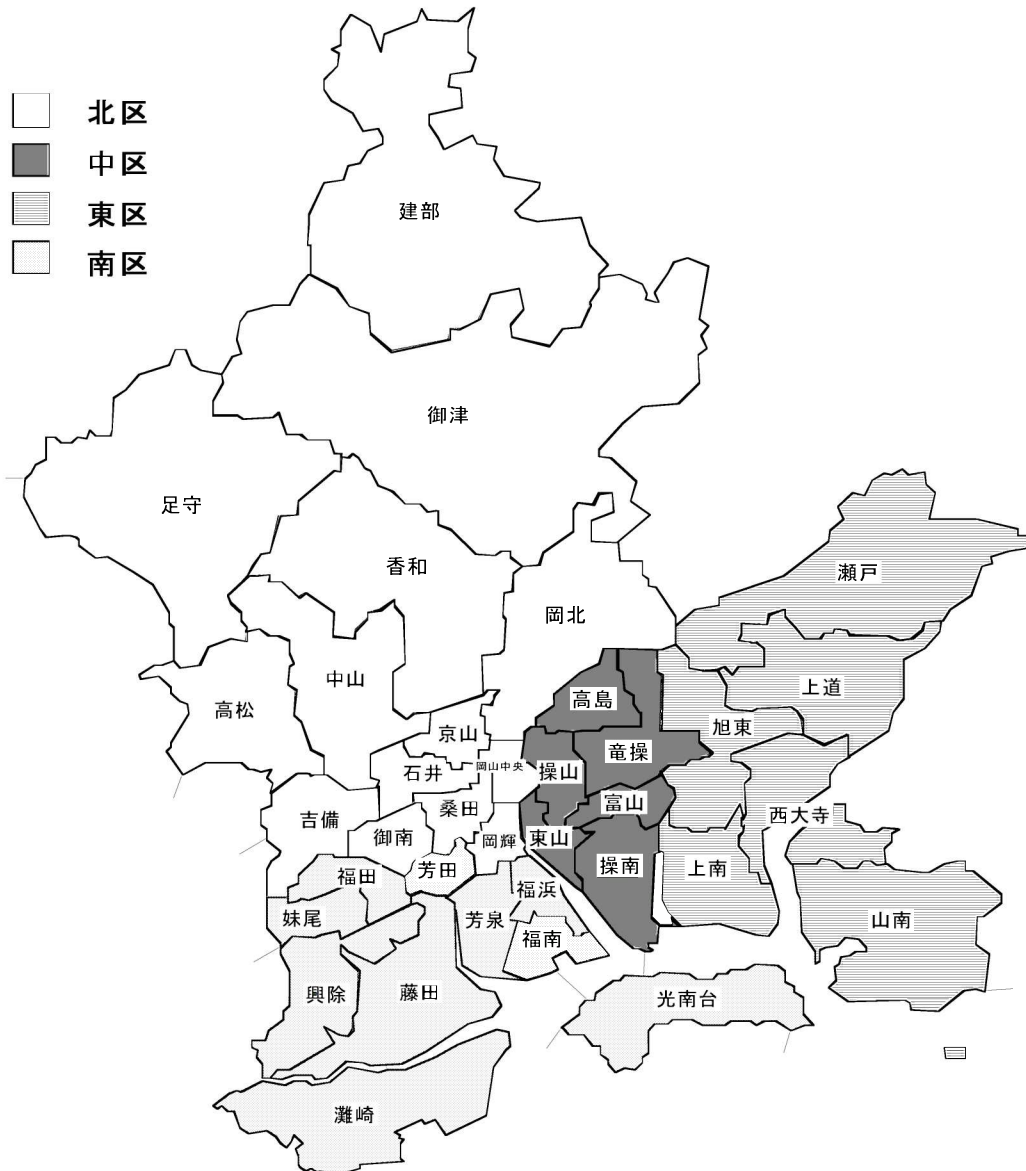 北区
中区
東区
南区
建部
御津
足守
香和
瀬戸
岡北
中山
上道
高島
高松
旭東
京山
竜操
石井
岡山中央
操山
桑田
富山
西大寺
吉備
御南
岡輝
東山
福田
芳田
操南
上南
福浜
妹尾
芳泉
山南
福南
興除
藤田
光南台
灘崎